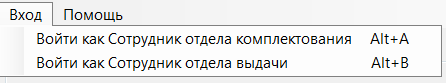 Вход Помощь
Войти как Сотрудник отдела комплектования Alt+A
Войти как Сотрудник отдела выдачи Alt+B